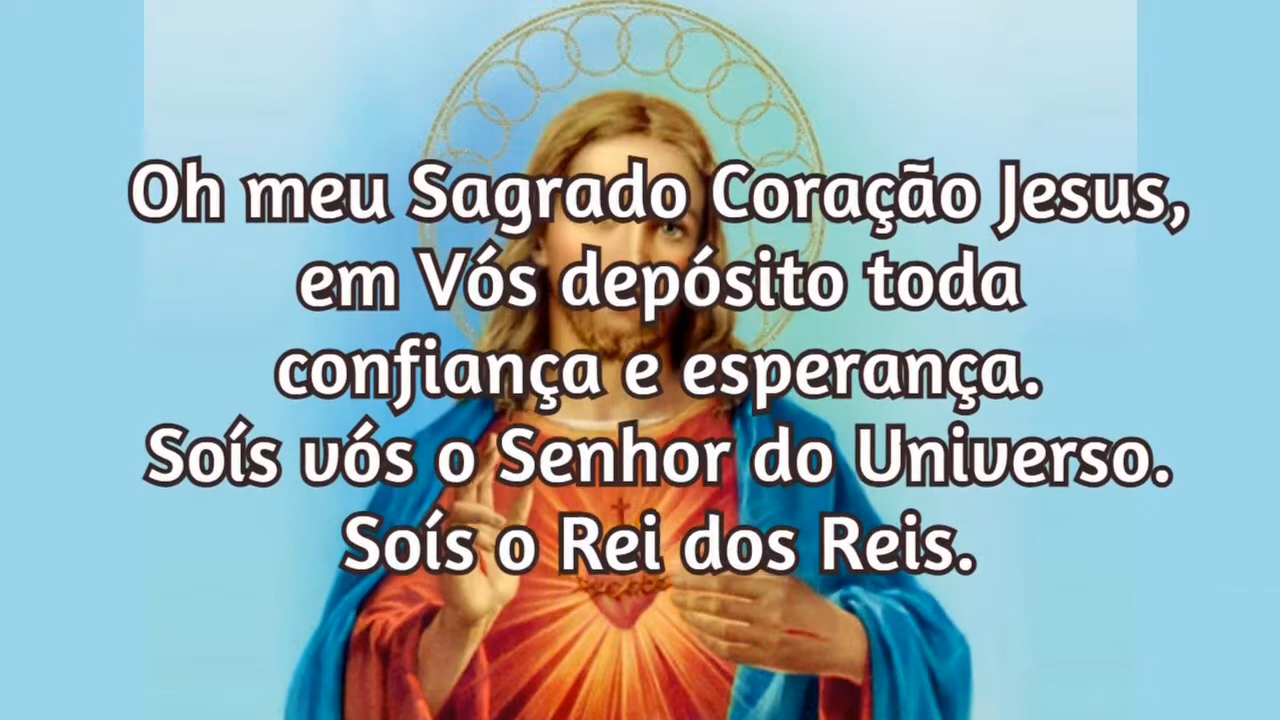 Oh meu Sagrado Coração Jesus,
em Vós depósito toda
confiança e esperança.
Soís vós o Senhor do Universo.
Soís o Rei dos Reis.